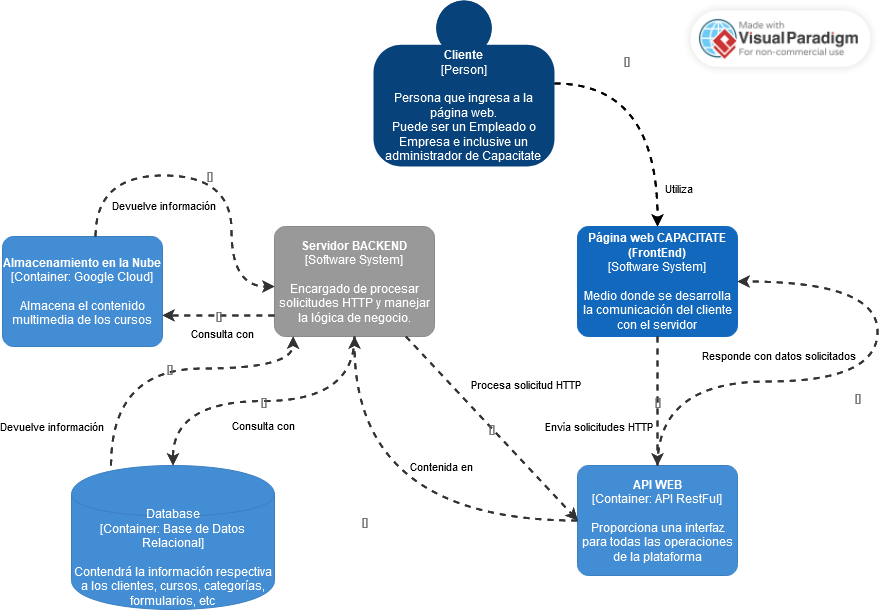 Made with
VisualParadigm
For non-commercial use
Cliente
[Person]
Persona que ingresa a la
página web.
Puede ser un Empleado o
Empresa e inclusive un
administrador de Capacitate
[]
Utiliza
[]
Devuelve información
Almacenamiento en la Nube
[Container: Google Cloud]
Almacena el contenido
multimedia de los cursos
Servidor BACKEND
[Software System]
Encargado de procesar
solicitudes HTTP y manejar
la lógica de negocio.
Página web CAPACITATE
(FrontEnd)
[Software System]
Medio donde se desarrolla
la comunicación del cliente
con el servidor
[]
Consulta con
[]
Responde con datos solicitados
[]
Procesa solicitud HTTP
[]
Devuelve información
[]
Consulta con
[]
Envía solicitudes HTTP
[]
Contenida en
[]
API WEB
[Container: API RestFul]
Proporciona una interfaz
para todas las operaciones
de la plataforma
Database
[Container: Base de Datos
Relacional]
Contendrá la información respectiva
a los clientes, cursos, categorías,
formularios, etc